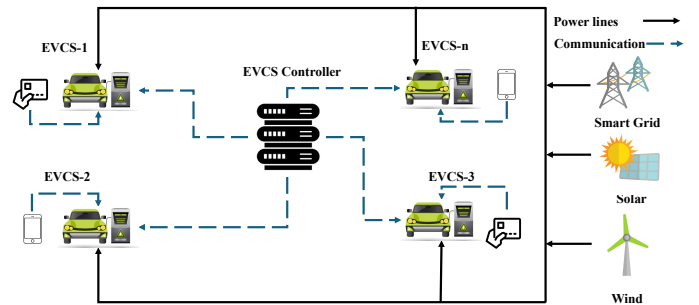 Power lines
EVCS-1
EVCS-n
Communication
EVCS Controller
Smart Grid
EVCS-2
EVCS-3
Solar
Wind